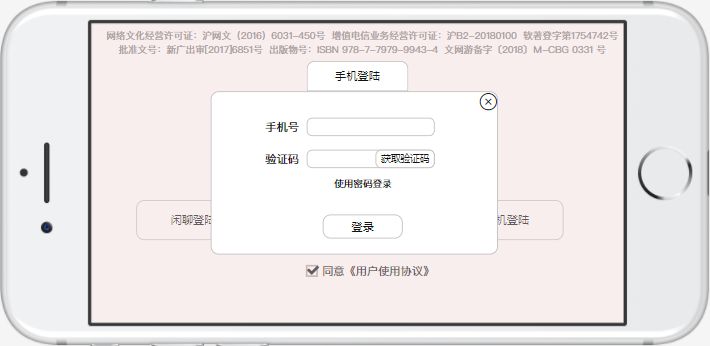 网络文化经营许可证：沪网文（2016）6031-450号 增值电信业务经营许可证：沪B2-20180100 软著登字第1754742号
批准文号：新广出审[2017]6851号 出版物号：ISBN 978-7-7979-9943-4 文网游备字〔2018〕M-CBG 0331 号
手机登陆
手机号
验证码 获取验证码
使用密码登录
闲聊登陆
机登陆
登录
同意《用户使用协议》